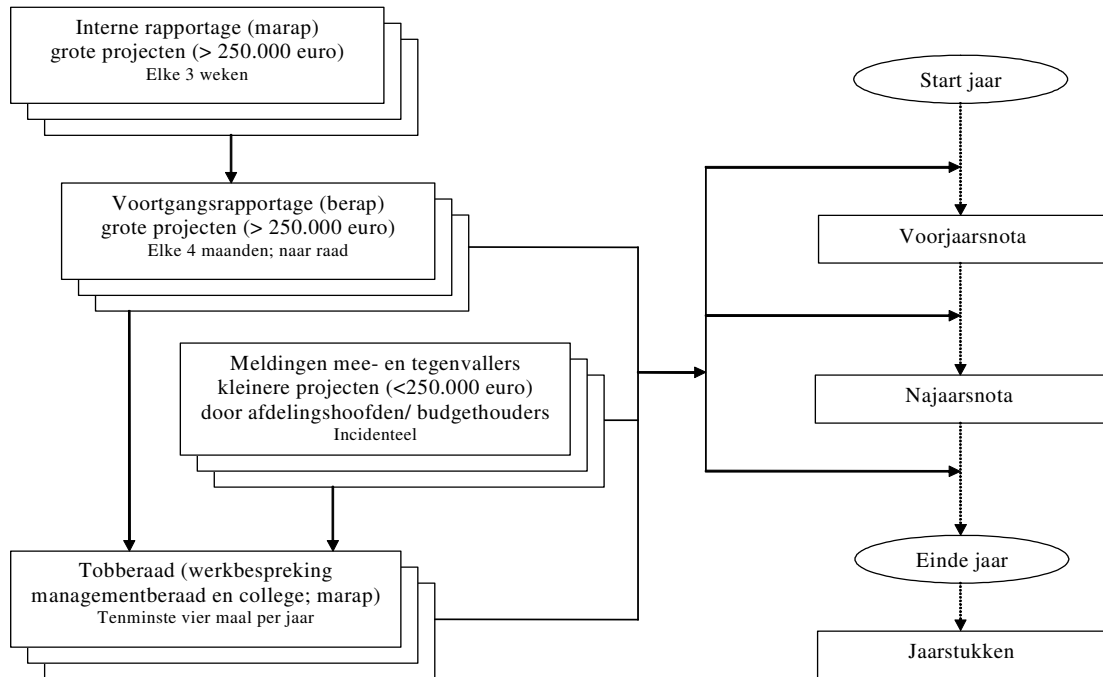 Interne rapportage (marap)
grote projecten (> 250.000 euro)
Elke 3 weken
Start jaar
Voortgangsrapportage (berap)
grote projecten (> 250.000 euro)
Elke 4 maanden; naar raad
Voorjaarsnota
Meldingen mee- en tegenvallers
kleinere projecten (<250.000 euro)
door afdelingshoofden/ budgethouders
Incidenteel
Najaarsnota
Tobberaad (werkbespreking
managementberaad en college; marap)
Tenminste vier maal per jaar
Einde jaar
Jaarstukken